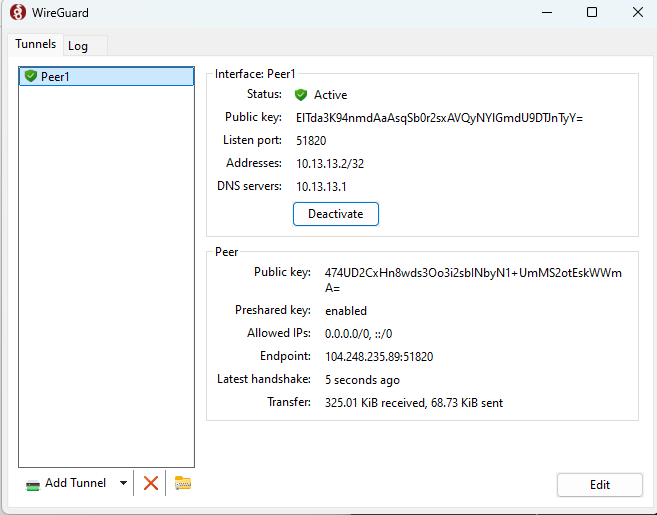 WireGuard
Tunnels
Log
Peer1
Interface: Peer1
Status: Active
Public key: EITda3K94nmdAaAsqSb0r2sxAVQyNYIGmdU9DTJnTyY=
Listen port: 51820
Addresses: 10.13.13.2/32
DNS servers: 10.13.13.1
Deactivate
Peer
Public key: 474UD2CxHn8wds3Oo3i2sbINbyN1+UmMS2otEskWWm
A=
Preshared key: enabled
Allowed IPs: 0.0.0.0/0, ::/0
Endpoint: 104.248.235.89:51820
Latest handshake: 5 seconds ago
Transfer: 325.01 KiB received, 68.73 KiB sent
Add Tunnel
Edit